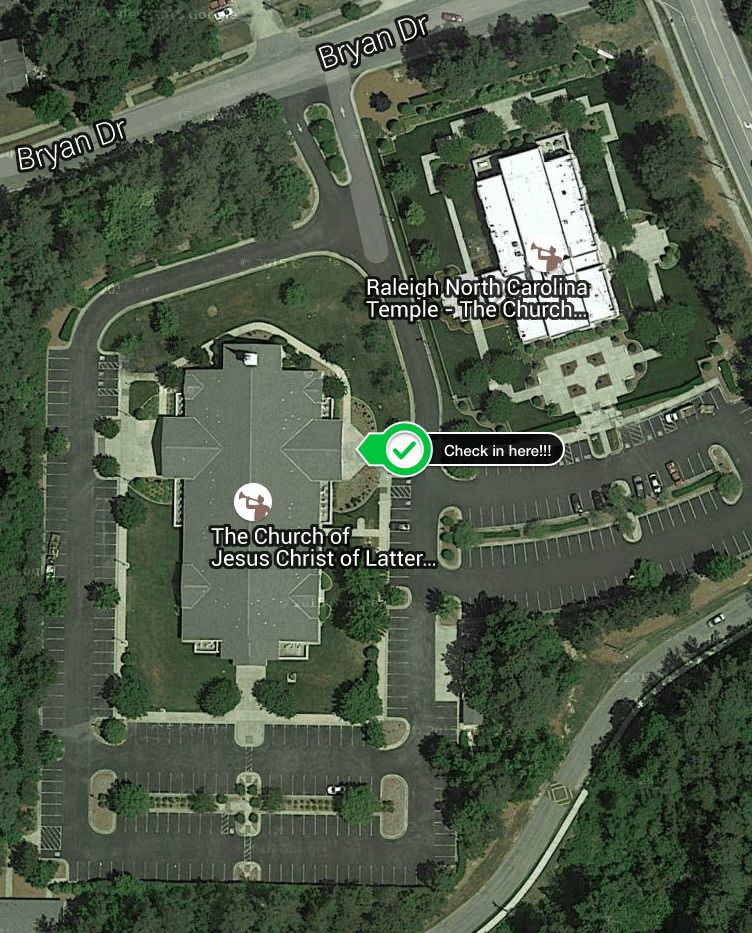 Bryan Dr
Bryan Dr
Raleigh North Carolina
Temple - The Church...
Check in here!!!
The Church of
Jesus Christ of Latter...